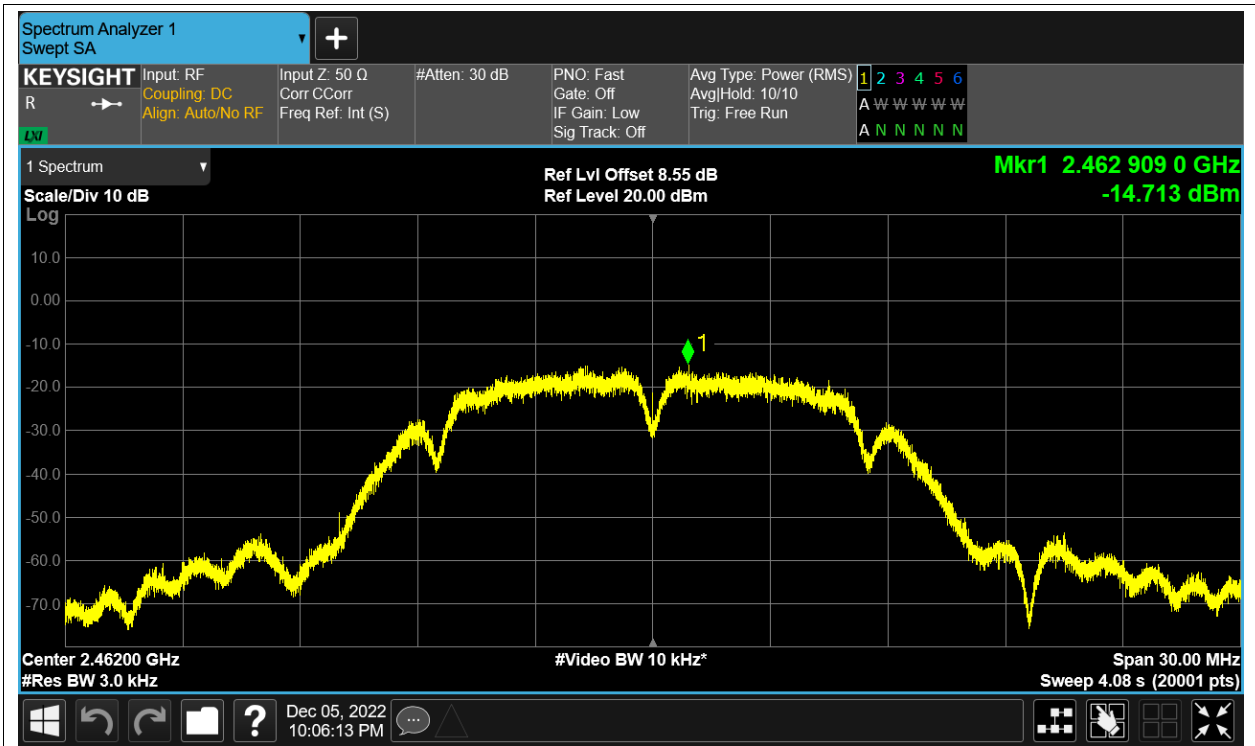 Spectrum Analyzer 1
Swept SA
KEYSIGHT
R
LXI
Input: RF
Coupling: DC
Align: Auto/No RF
Input Z: 50 Ω
Corr CCorr
Freq Ref: Int (S)
#Atten: 30 dB
PNO: Fast
Gate: Off
IF Gain: Low
Sig Track: Off
Avg Type: Power (RMS)
Avg|Hold: 10/10
Trig: Free Run
1 2 3 4 5 6
A W W W W W
A N N N N N
1 Spectrum
Scale/Div 10 dB
Log
Ref Lvl Offset 8.55 dB
Ref Level 20.00 dBm
Mkr1 2.462 909 0 GHz
-14.713 dBm
10.0
0.00
-10.0
1
-20.0
-30.0
-40.0
-50.0
-60.0
-70.0
Center 2.46200 GHz
#Video BW 10 kHz*
Span 30.00 MHz
#Res BW 3.0 kHz
Sweep 4.08 s (20001 pts)
?
Dec 05, 2022
10:06:13 PM